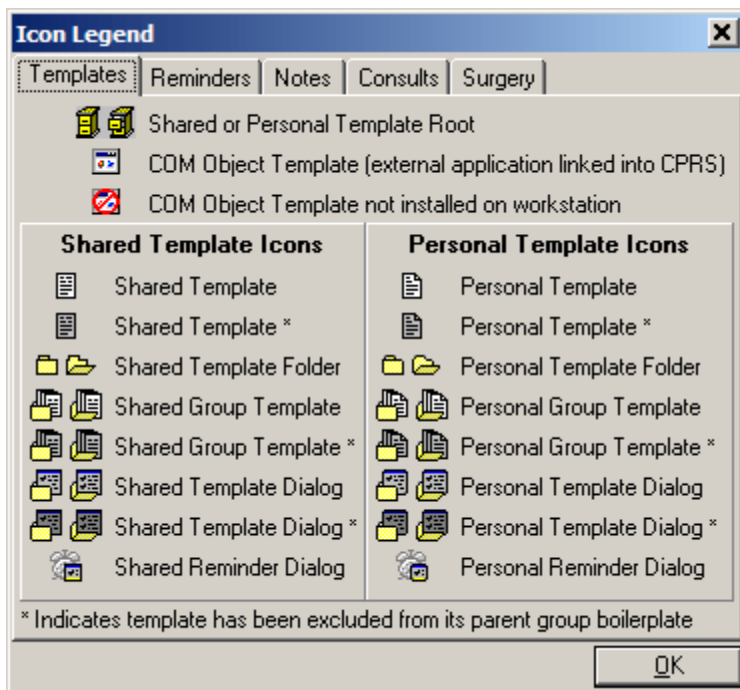 Icon Legend
Templates Reminders Notes Consults Surgery
Shared or Personal Template Root
COM Object Template (external application linked into CPRS)
COM Object Template not installed on workstation
Shared Template Icons
Shared Template
Shared Template *
Shared Template Folder
Shared Group Template
Shared Group Template *
Shared Template Dialog
Shared Template Dialog *
Shared Reminder Dialog
Personal Template Icons
Personal Template
Personal Template *
Personal Template Folder
Personal Group Template
Personal Group Template *
Personal Template Dialog
Personal Template Dialog *
Personal Reminder Dialog
* Indicates template has been excluded from its parent group boilerplate
OK